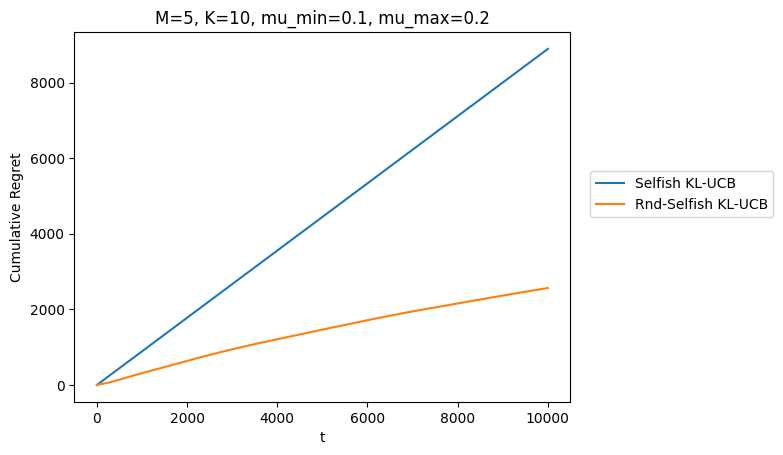 M=5, K=10, mu_min=0.1, mu_max=0.2
Cumulative Regret
8000
6000
4000
2000
0
0 2000 4000 6000 8000 10000
t
Selfish KL-UCB
Rnd-Selfish KL-UCB